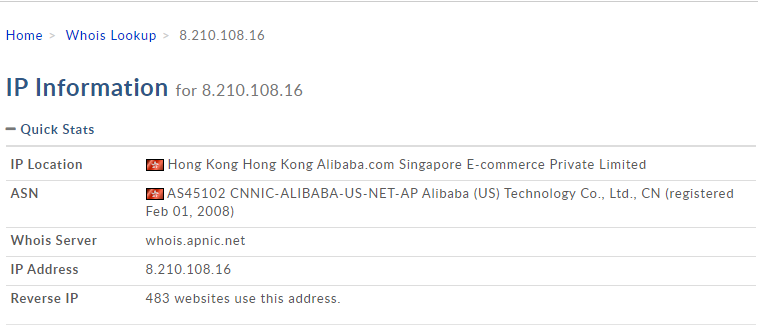 Home > Whois Lookup > 8.210.108.16
IP Information for 8.210.108.16
− Quick Stats
IP Location Hong Kong Hong Kong Alibaba.com Singapore E-commerce Private Limited
ASN AS45102 CNNIC-ALIBABA-US-NET-AP Alibaba (US) Technology Co., Ltd., CN (registered
Feb 01, 2008)
Whois Server whois.apnic.net
IP Address 8.210.108.16
Reverse IP 483 websites use this address.